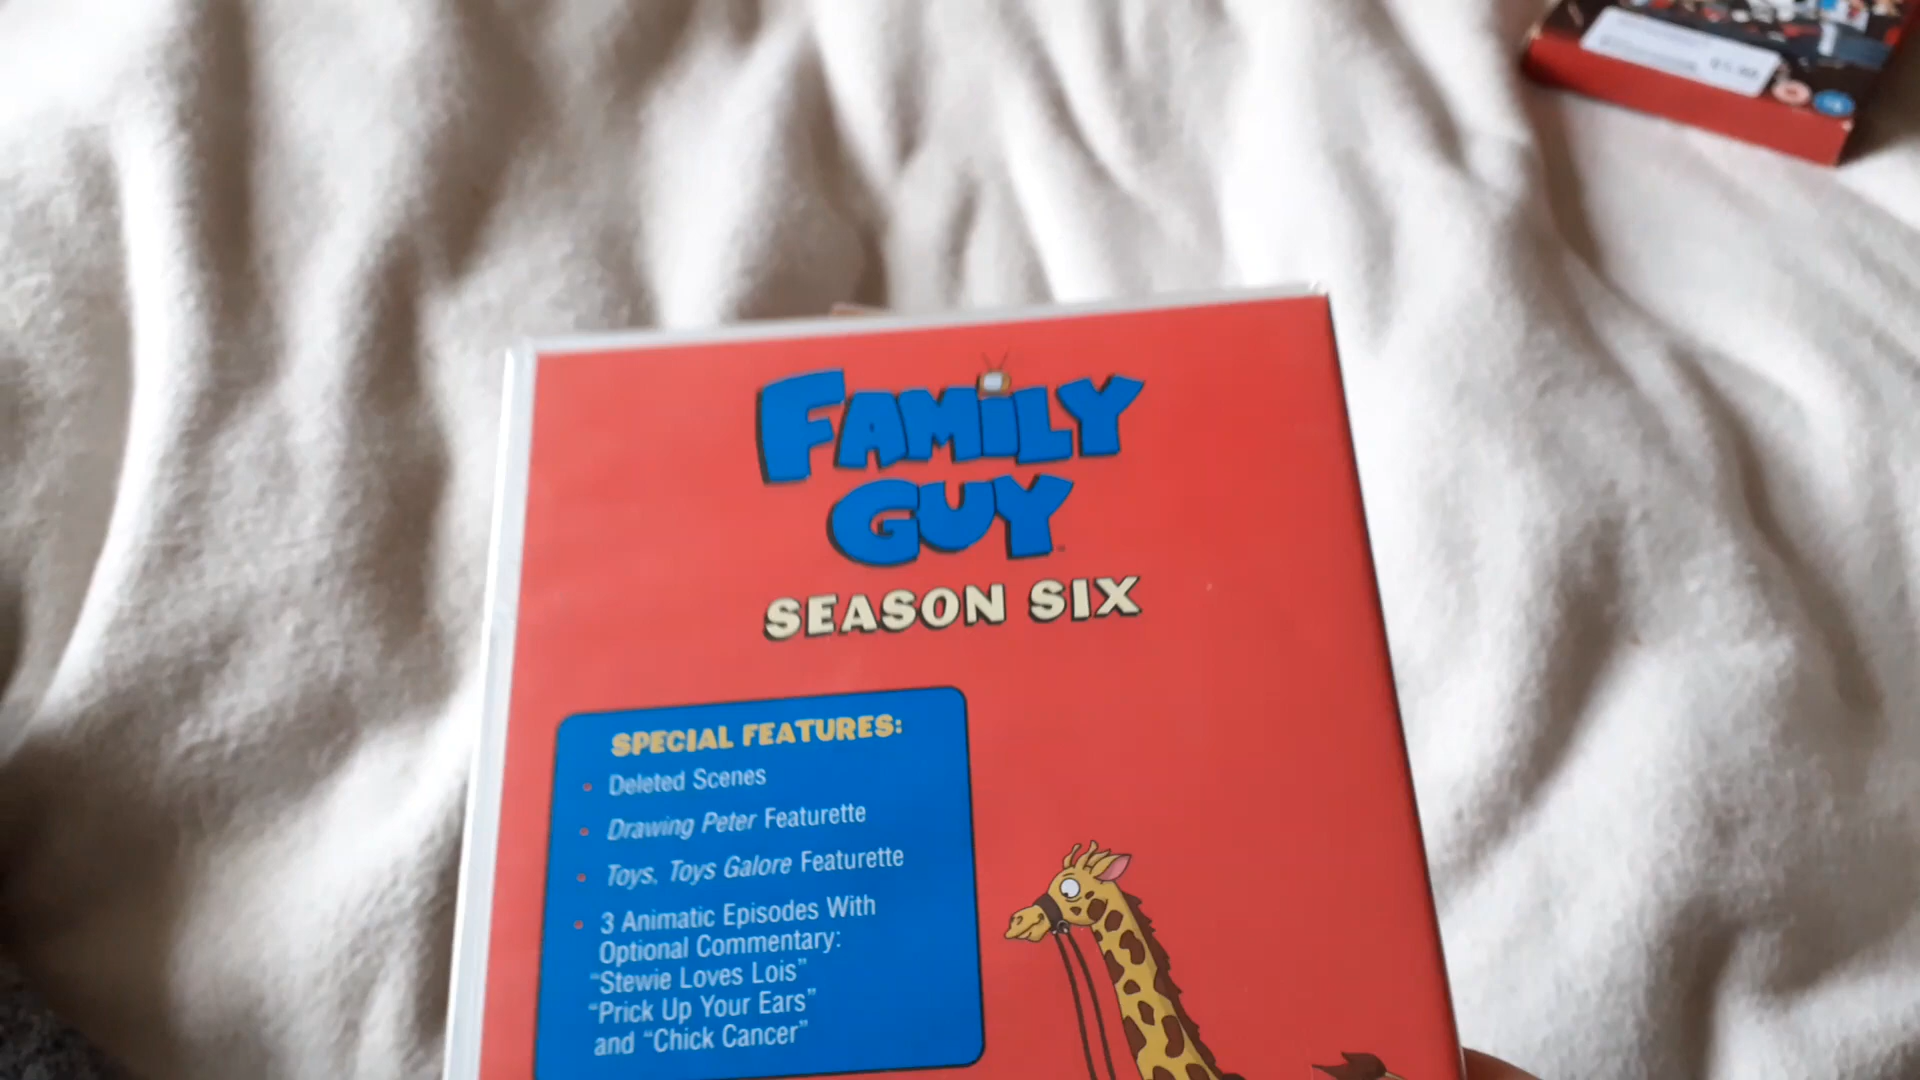 FAMiLY
GUY
SEASON SIX
SPECIAL FEATURES:
• Deleted Scenes
• Drawing Peter Featurette
• Toys, Toys Galore Featurette
• 3 Animatic Episodes With
Optional Commentary:
"Stewie Loves Lois"
"Prick Up Your Ears"
and "Chick Cancer"